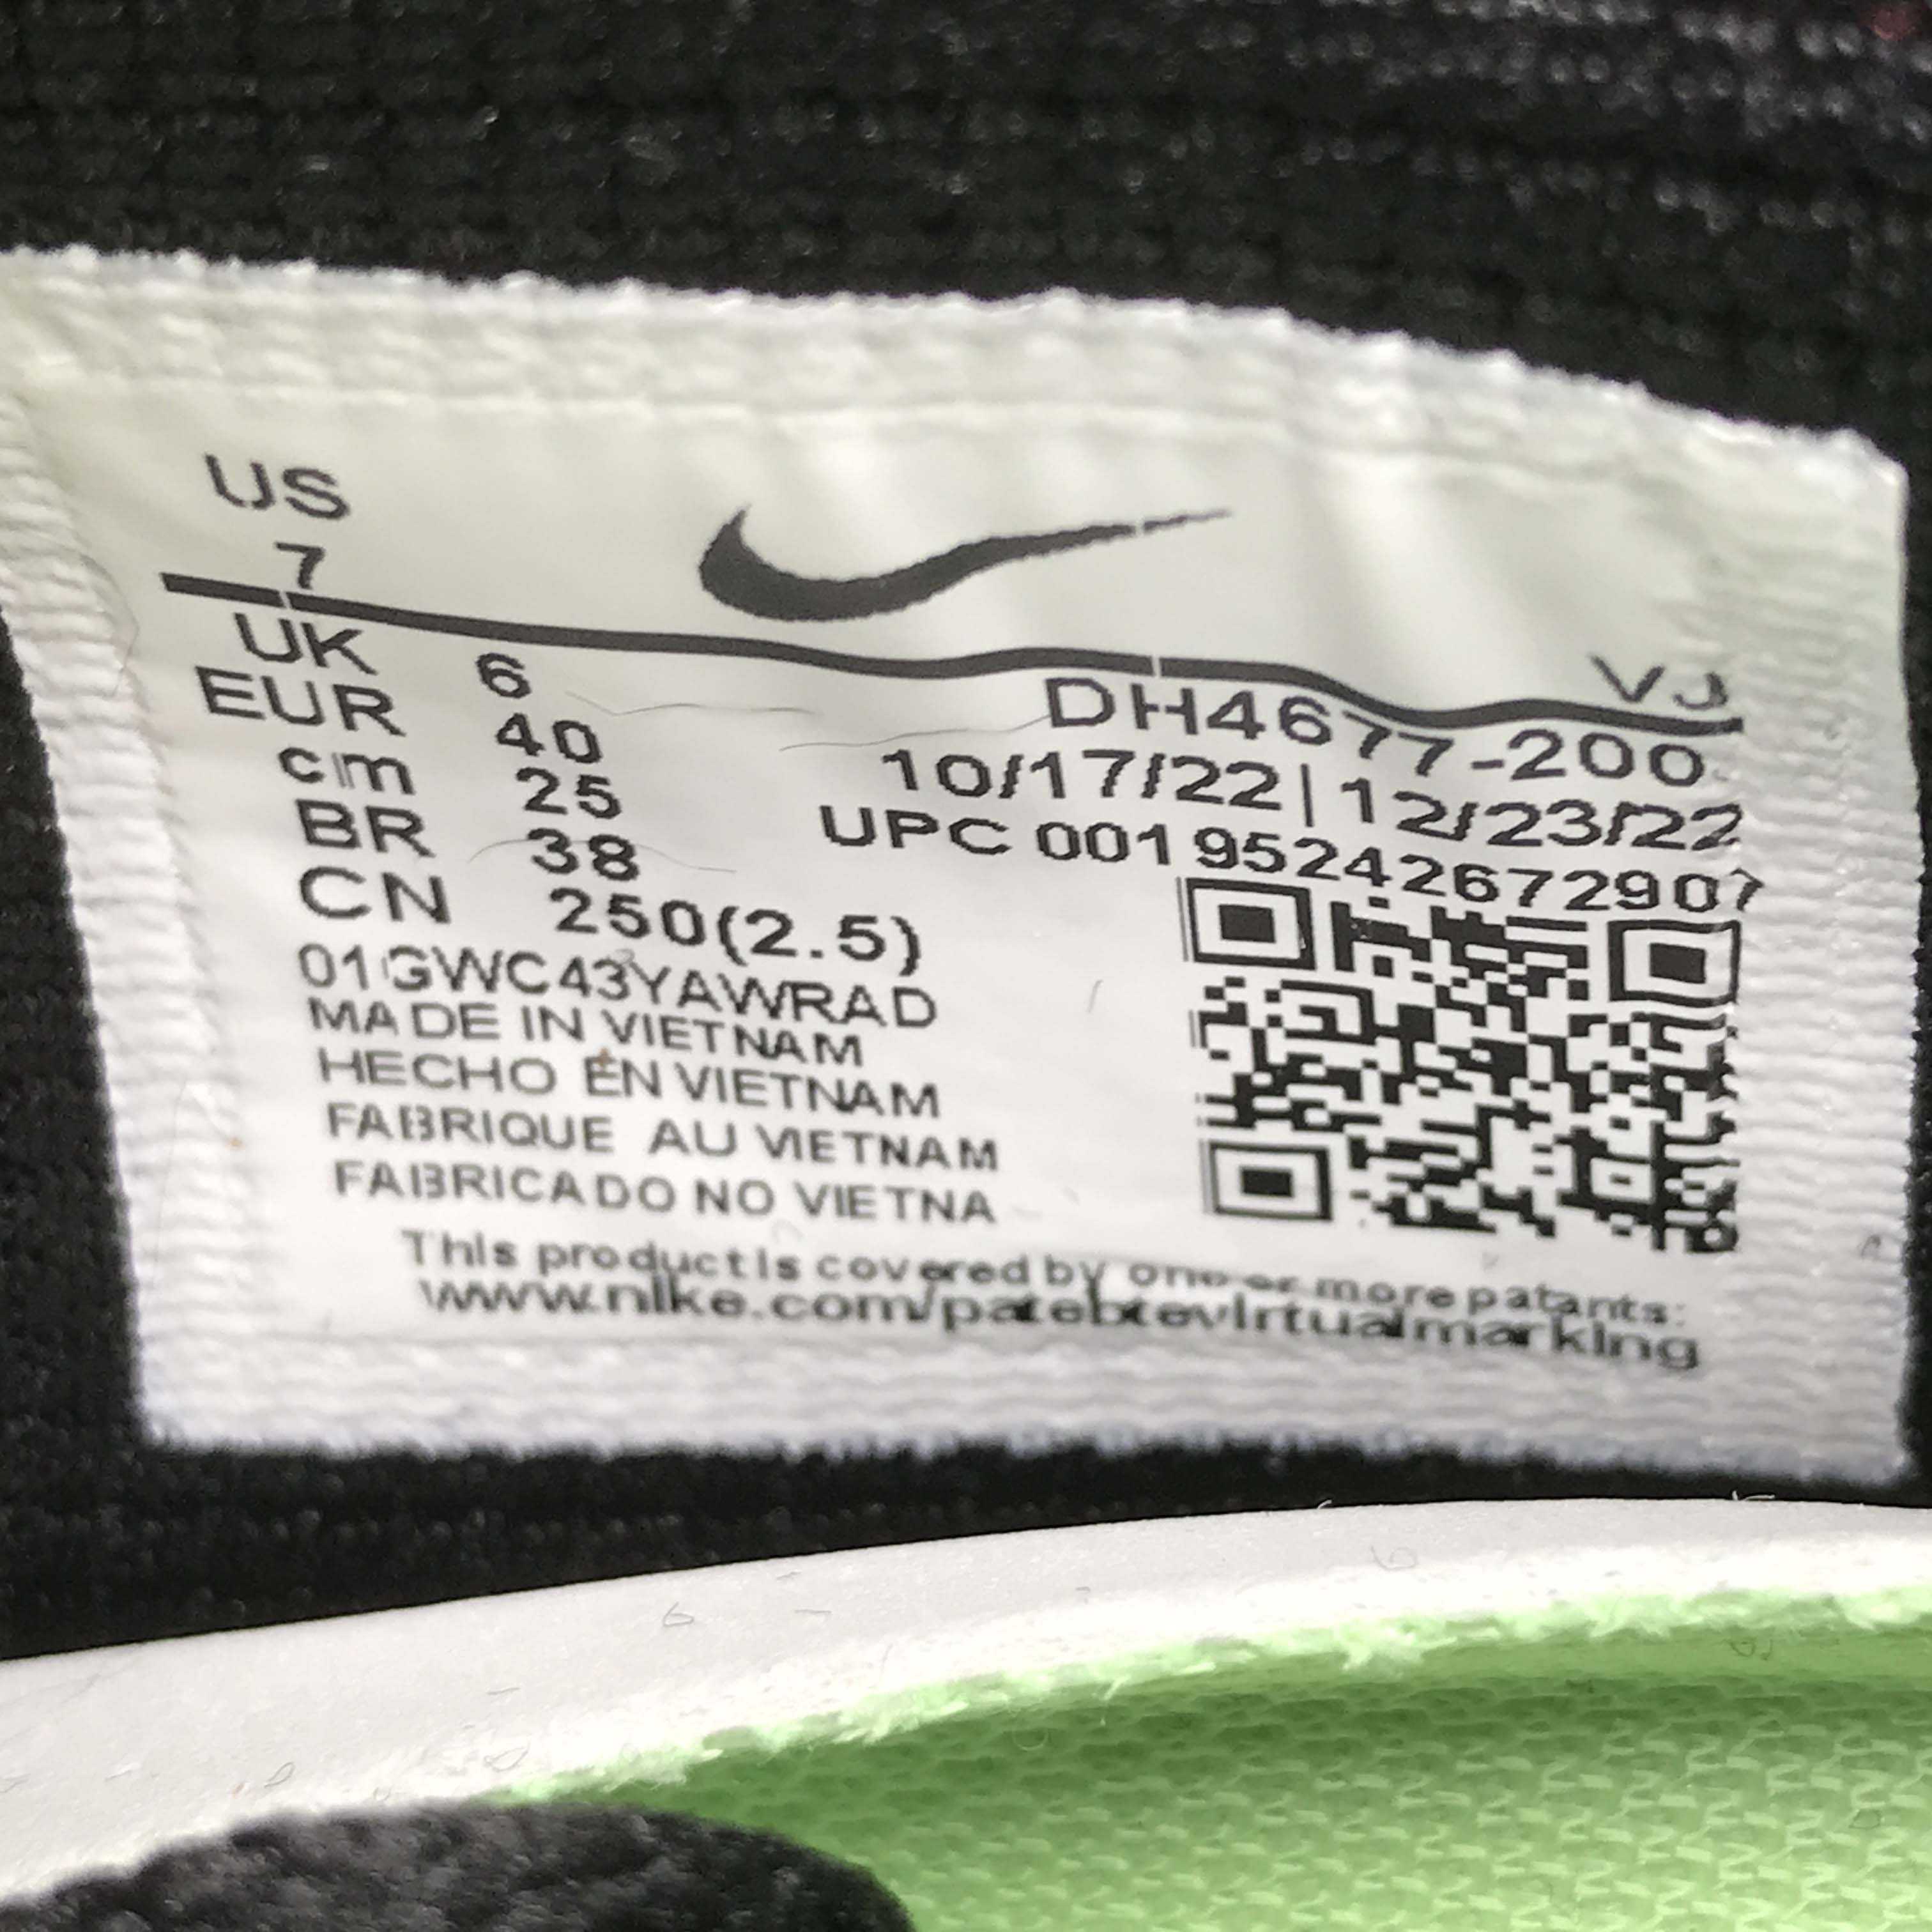 US
7
VJ
UK 6
DH4677-200
EUR 40
10/17/22|12/23/22
cm 25
UPC 00195242672907
BR 38
CN 250(2.5)
01GWC43YAWRAD
MADE IN VIETNAM
HECHO EN VIETNAM
FABRIQUE AU VIETNAM
FABRICADO NO VIETNA
This product is covered by one or more patants:
www.nike.com/patebtevirtualmarking